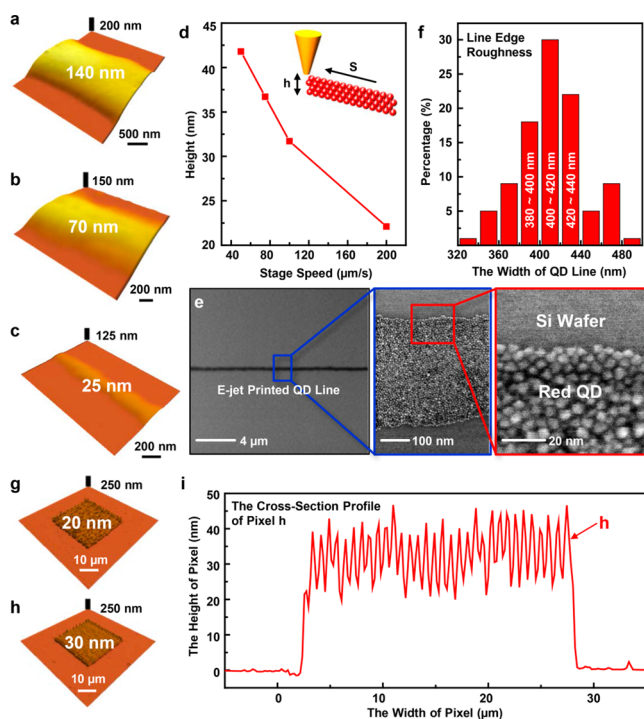 a
200 nm
140 nm
500 nm
b
150 nm
70 nm
200 nm
c
125 nm
25 nm
200 nm
d
45
40
35
30
25
20
Height (nm)
S
h
40 80 120 160 200
Stage Speed (µm/s)
f
Line Edge
Roughness
30
25
20
15
10
5
0
Percentage (%)
380 ~ 400 nm
400 ~ 420 nm
420 ~ 440 nm
320 360 400 440 480
The Width of QD Line (nm)
e
E-jet Printed QD Line
4 µm
100 nm
Si Wafer
Red QD
20 nm
g
250 nm
20 nm
10 µm
h
250 nm
30 nm
10 µm
i
The Cross-Section Profile
of Pixel h
h
50
40
30
20
10
0
The Height of Pixel (nm)
0 10 20 30
The Width of Pixel (µm)